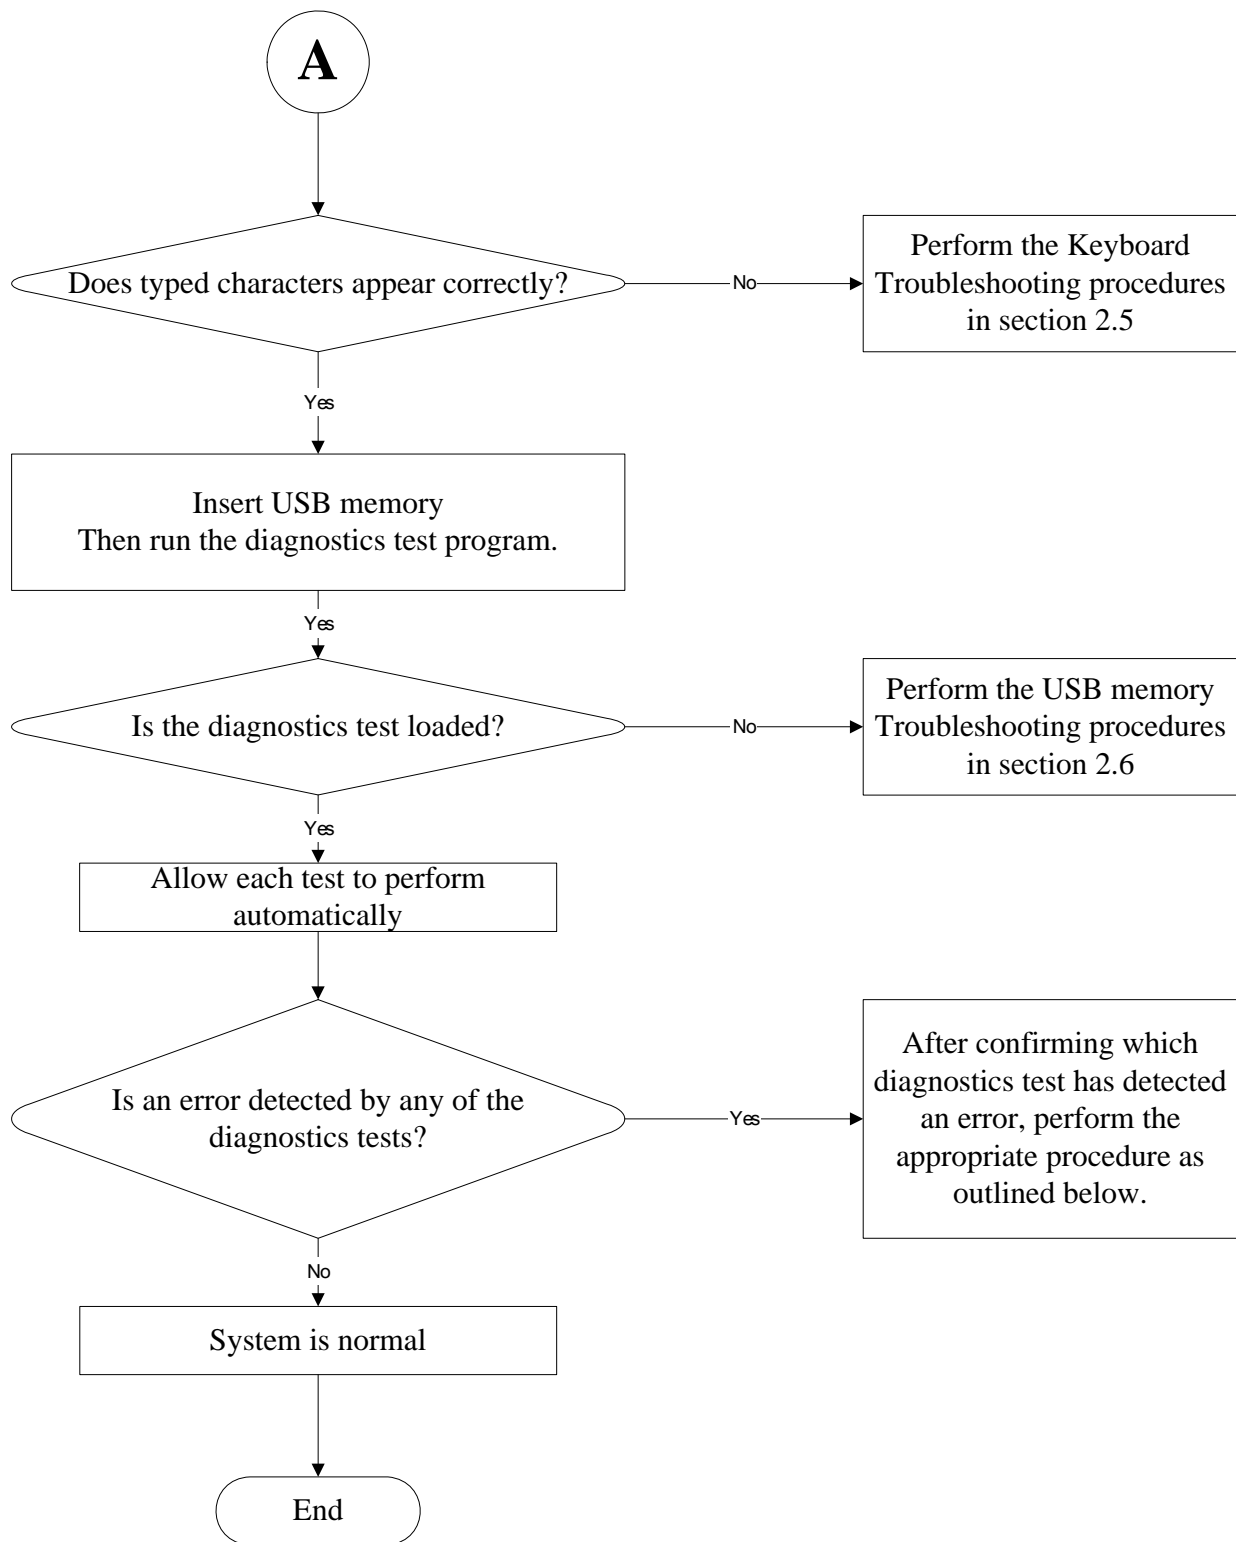 A
Does typed characters appear correctly?
No
Perform the Keyboard
Troubleshooting procedures
in section 2.5
Yes
Insert USB memory
Then run the diagnostics test program.
Yes
Is the diagnostics test loaded?
No
Perform the USB memory
Troubleshooting procedures
in section 2.6
Yes
Allow each test to perform
automatically
Is an error detected by any of the
diagnostics tests?
Yes
After confirming which
diagnostics test has detected
an error, perform the
appropriate procedure as
outlined below.
No
System is normal
End